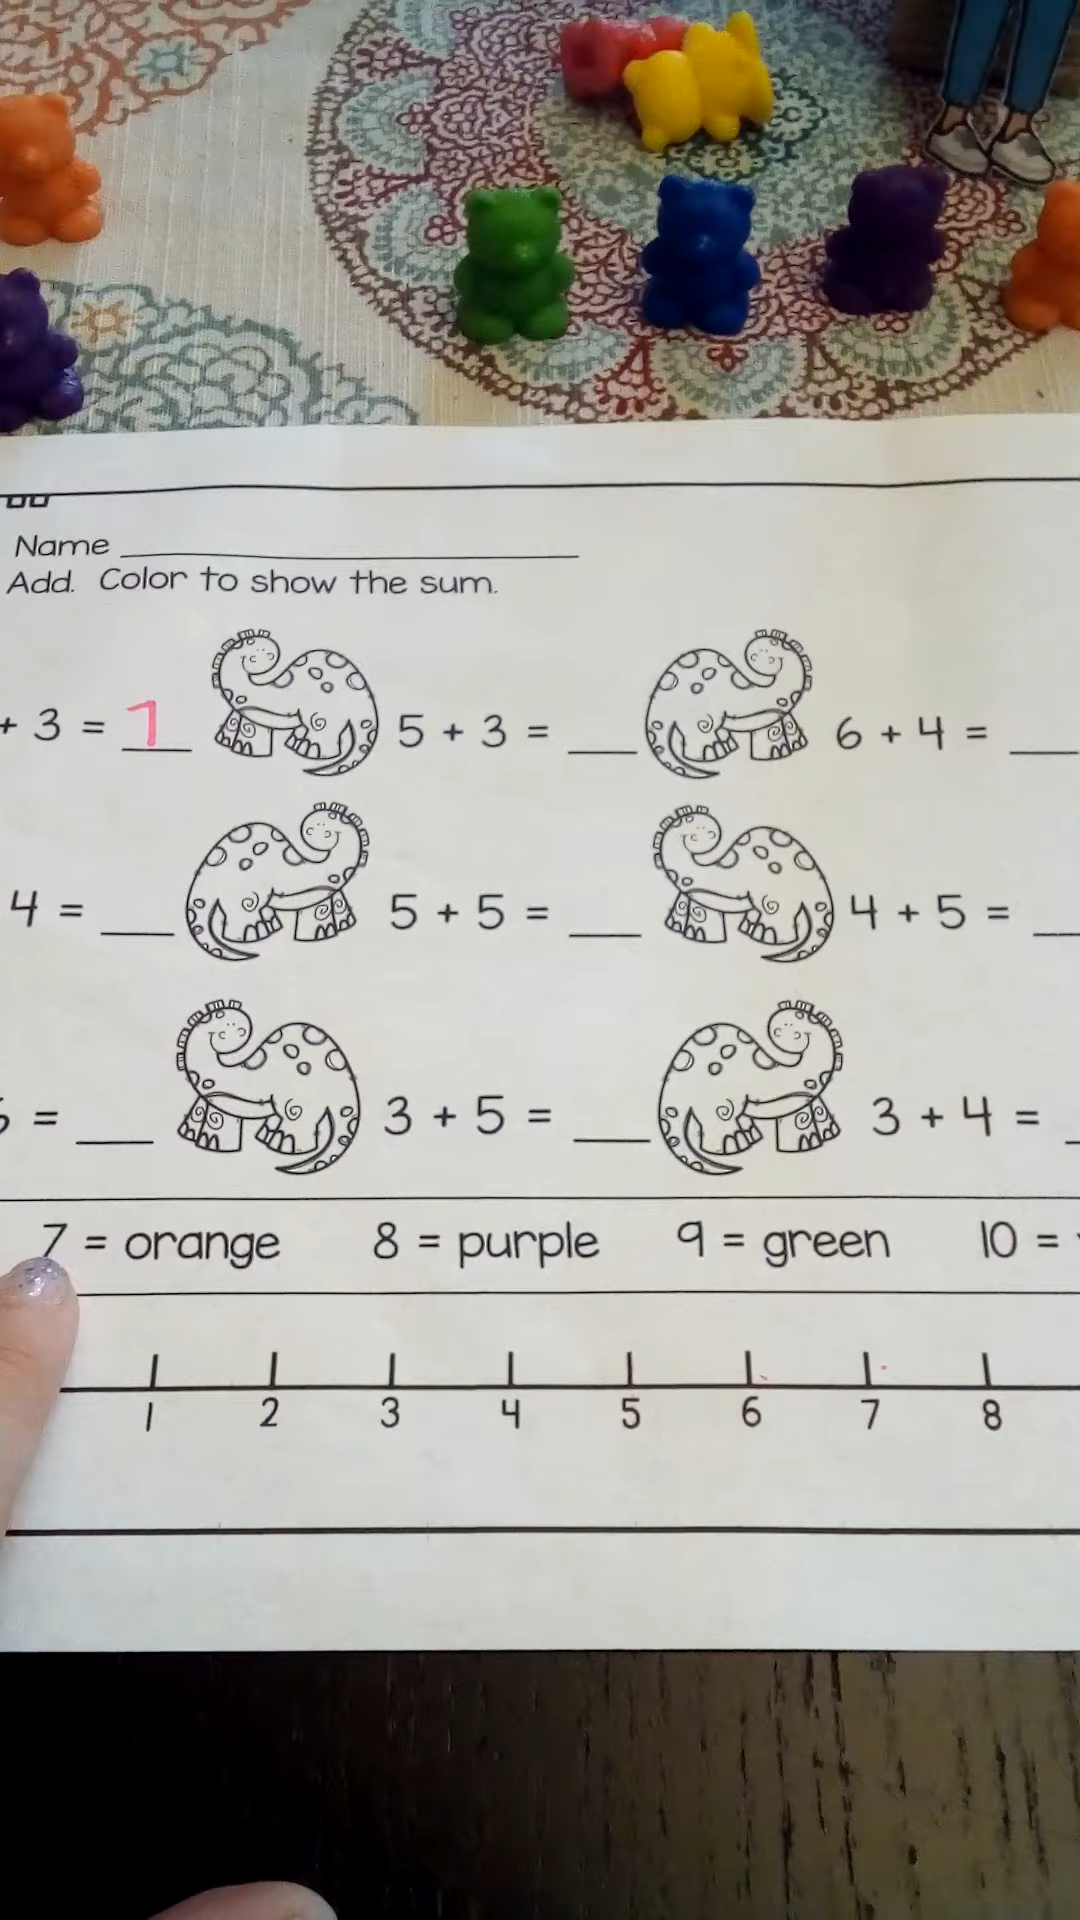 Name
Add. Color to show the sum.
+ 3 = 7 5 + 3 = 6 + 4 =
4 = 5 + 5 = 4 + 5 =
= 3 + 5 = 3 + 4 =
7 = orange 8 = purple 9 = green 10 =
1 2 3 4 5 6 7 8